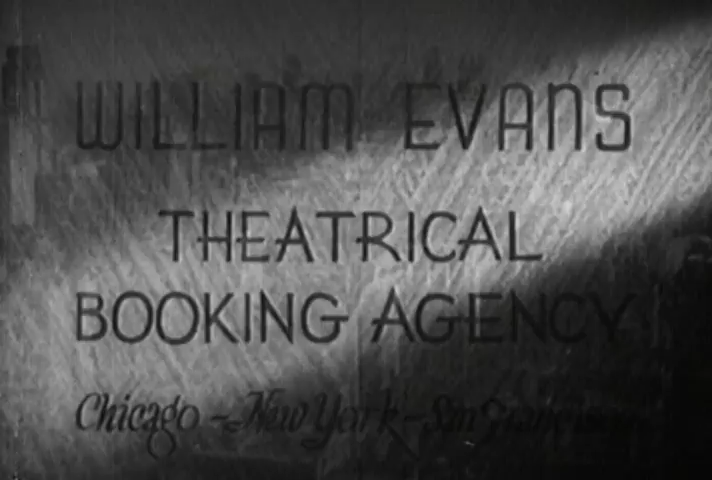 WILLIAM EVANS
THEATRICAL
BOOKING AGENCY
Chicago - New York - San Francisco